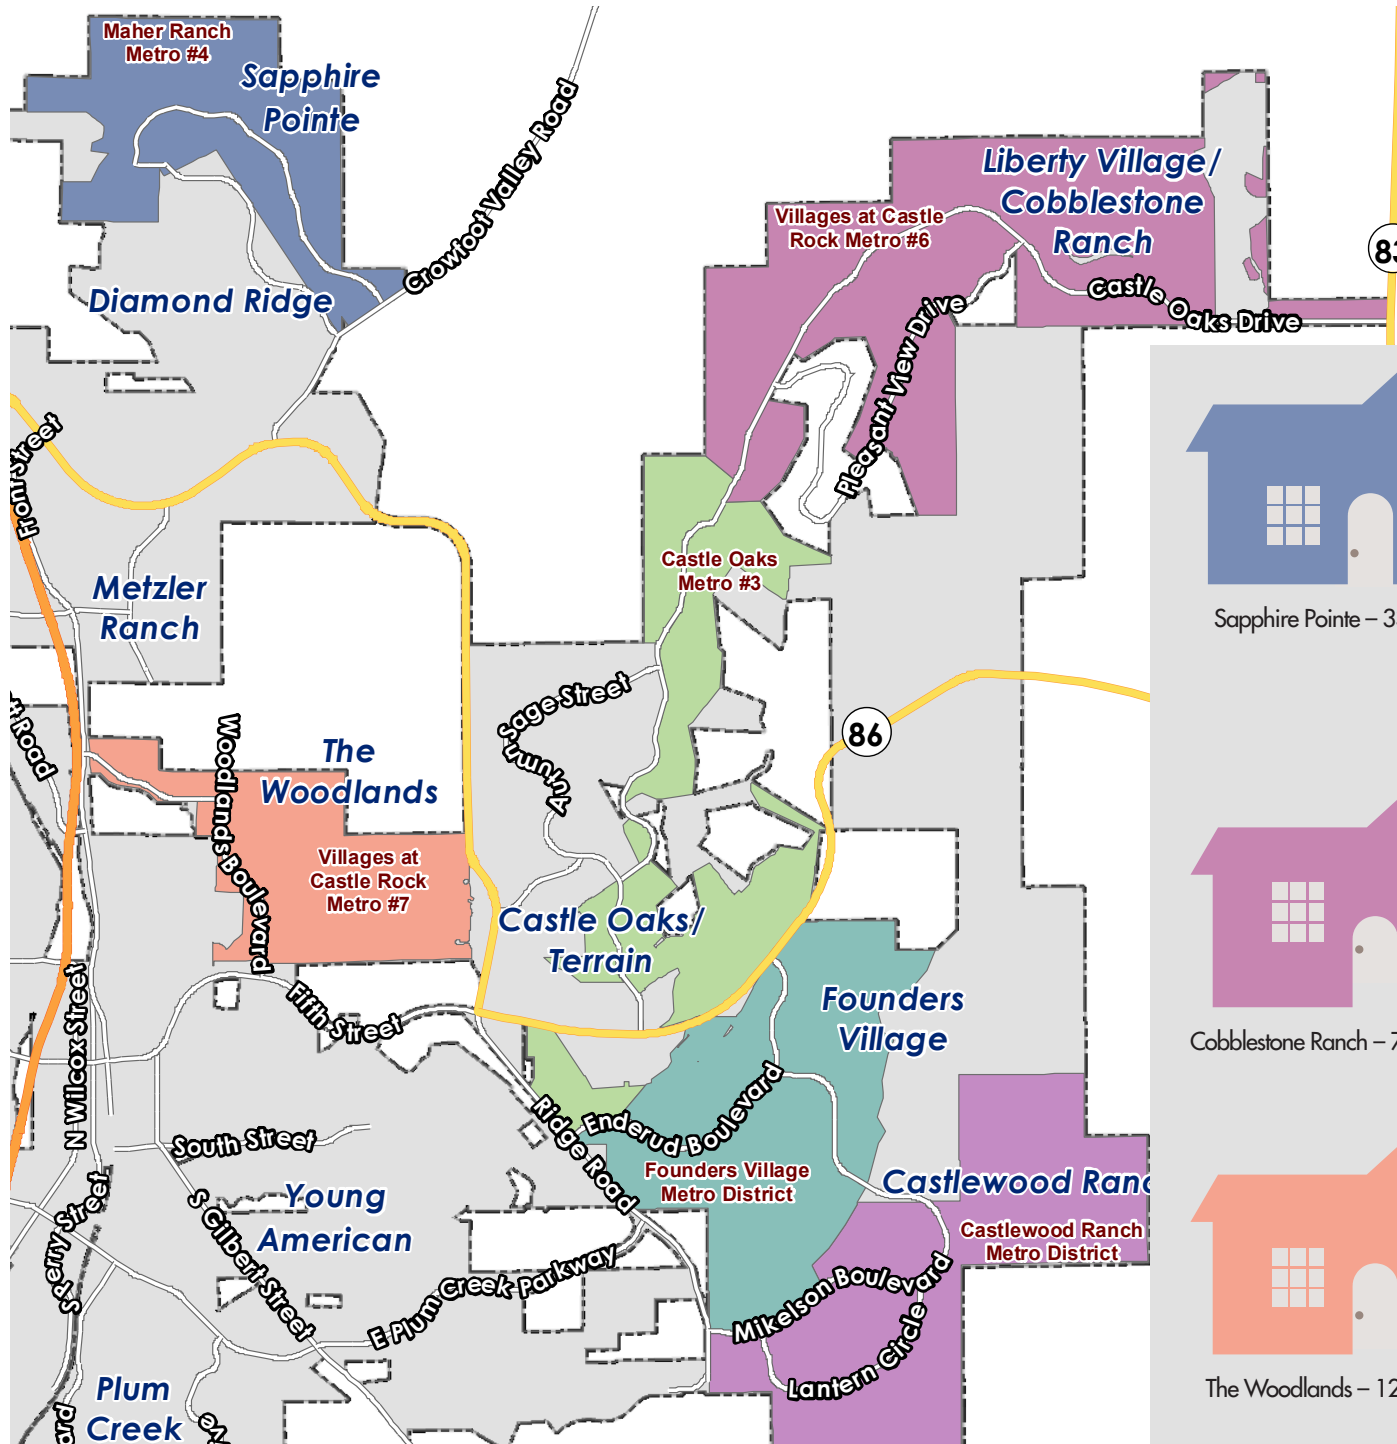 Maher Ranch
Metro #4
Sapphire
Pointe
Crowfoot Valley Road
Diamond Ridge
Liberty Village/
Cobblestone
Ranch
Villages at Castle
Rock Metro #6
83
Castle Oaks Drive
Pleasant View Drive
Front Street
Castle Oaks
Metro #3
Metzler
Ranch
Sapphire Pointe – 3
Sage Street
Autumn
86
Road
Woodlands Boulevard
The
Woodlands
Villages at
Castle Rock
Metro #7
Castle Oaks/
Terrain
Founders
Village
N Wilcox Street
Fifth Street
Cobblestone Ranch – 7
Enderud Boulevard
Ridge Road
South Street
Founders Village
Metro District
Castlewood Ranc
Castlewood Ranch
Metro District
Young
American
S Perry Street
S Gilbert Street
E Plum Creek Parkway
Mikelson Boulevard
Lantern Circle
The Woodlands – 12
Plum
Creek
ard
ve